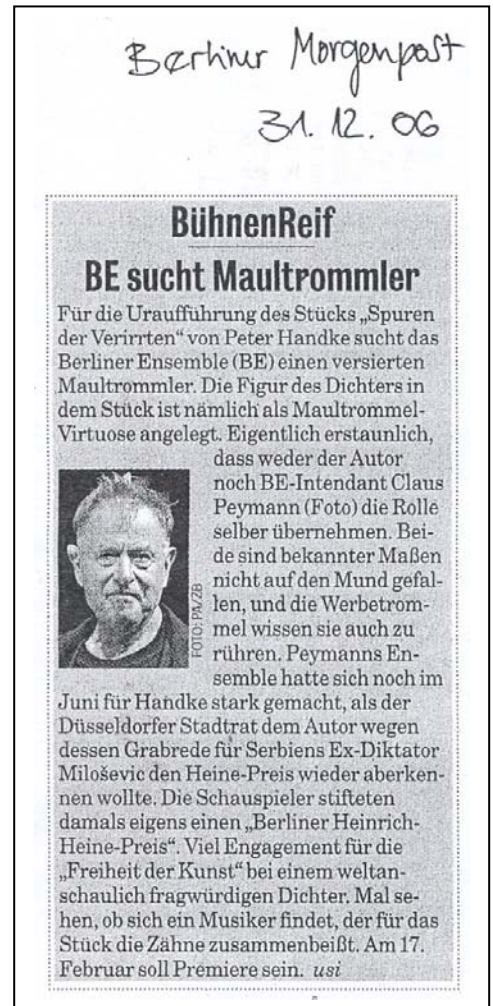 Berliner Morgenpost
31. 12. 06
BühnenReif
BE sucht Maultrommler
Für die Uraufführung des Stücks „Spuren
der Verirrten“ von Peter Handke sucht das
Berliner Ensemble (BE) einen versierten
Maultrommler. Die Figur des Dichters in
dem Stück ist nämlich als Maultrommel-
Virtuose angelegt. Eigentlich erstaunlich,
dass weder der Autor
noch BE-Intendant Claus
Peymann (Foto) die Rolle
selber übernehmen. Bei-
de sind bekannter Maßen
nicht auf den Mund gefal-
len, und die Werbetrom-
mel wissen sie auch zu
rühren. Peymanns En-
semble hatte sich noch im
FOTO: PA/ZB
Juni für Handke stark gemacht, als der
Düsseldorfer Stadtrat dem Autor wegen
dessen Grabrede für Serbiens Ex-Diktator
Miloševic den Heine-Preis wieder aberken-
nen wollte. Die Schauspieler stifteten
damals eigens einen „Berliner Heinrich-
Heine-Preis“. Viel Engagement für die
„Freiheit der Kunst“ bei einem weltan-
schaulich fragwürdigen Dichter. Mal se-
hen, ob sich ein Musiker findet, der für das
Stück die Zähne zusammenbeißt. Am 17.
Februar soll Premiere sein. usi